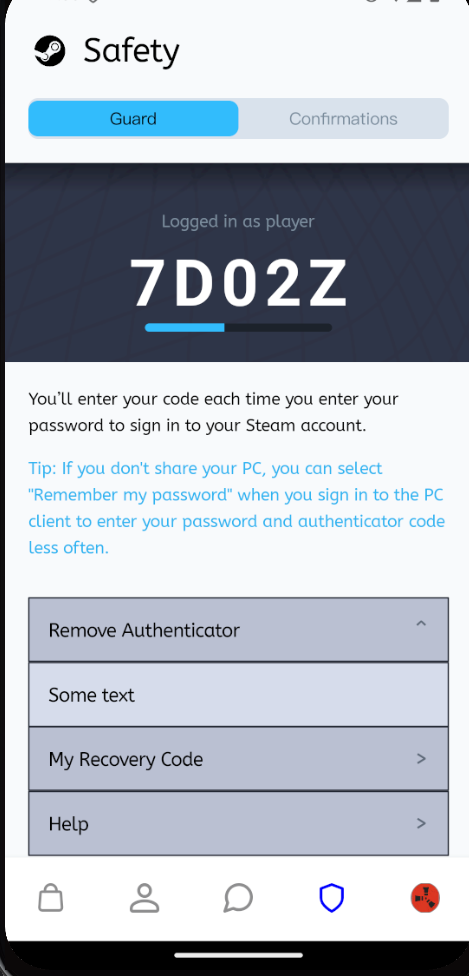 Safety
Guard
Confirmations
Logged in as player
7D02Z
You'll enter your code each time you enter your
password to sign in to your Steam account.
Tip: If you don't share your PC, you can select
"Remember my password" when you sign in to the PC
client to enter your password and authenticator code
less often.
Remove Authenticator
Some text
My Recovery Code
Help